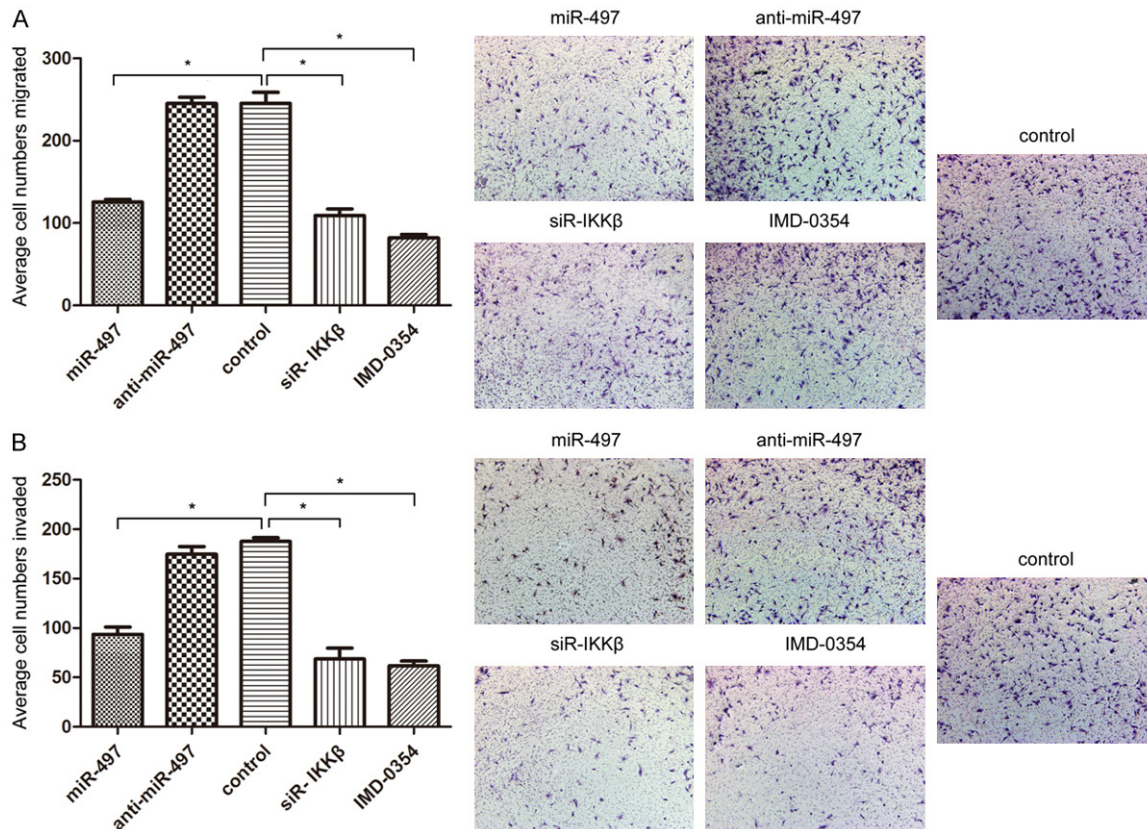 A
Average cell numbers migrated
300
200
100
0
*
*
*
miR-497
anti-miR-497
control
siR- IKKβ
IMD-0354
miR-497
anti-miR-497
control
siR-IKKβ
IMD-0354
B
Average cell numbers invaded
250
200
150
100
50
0
*
*
*
miR-497
anti-miR-497
control
siR- IKKβ
IMD-0354
miR-497
anti-miR-497
control
siR-IKKβ
IMD-0354